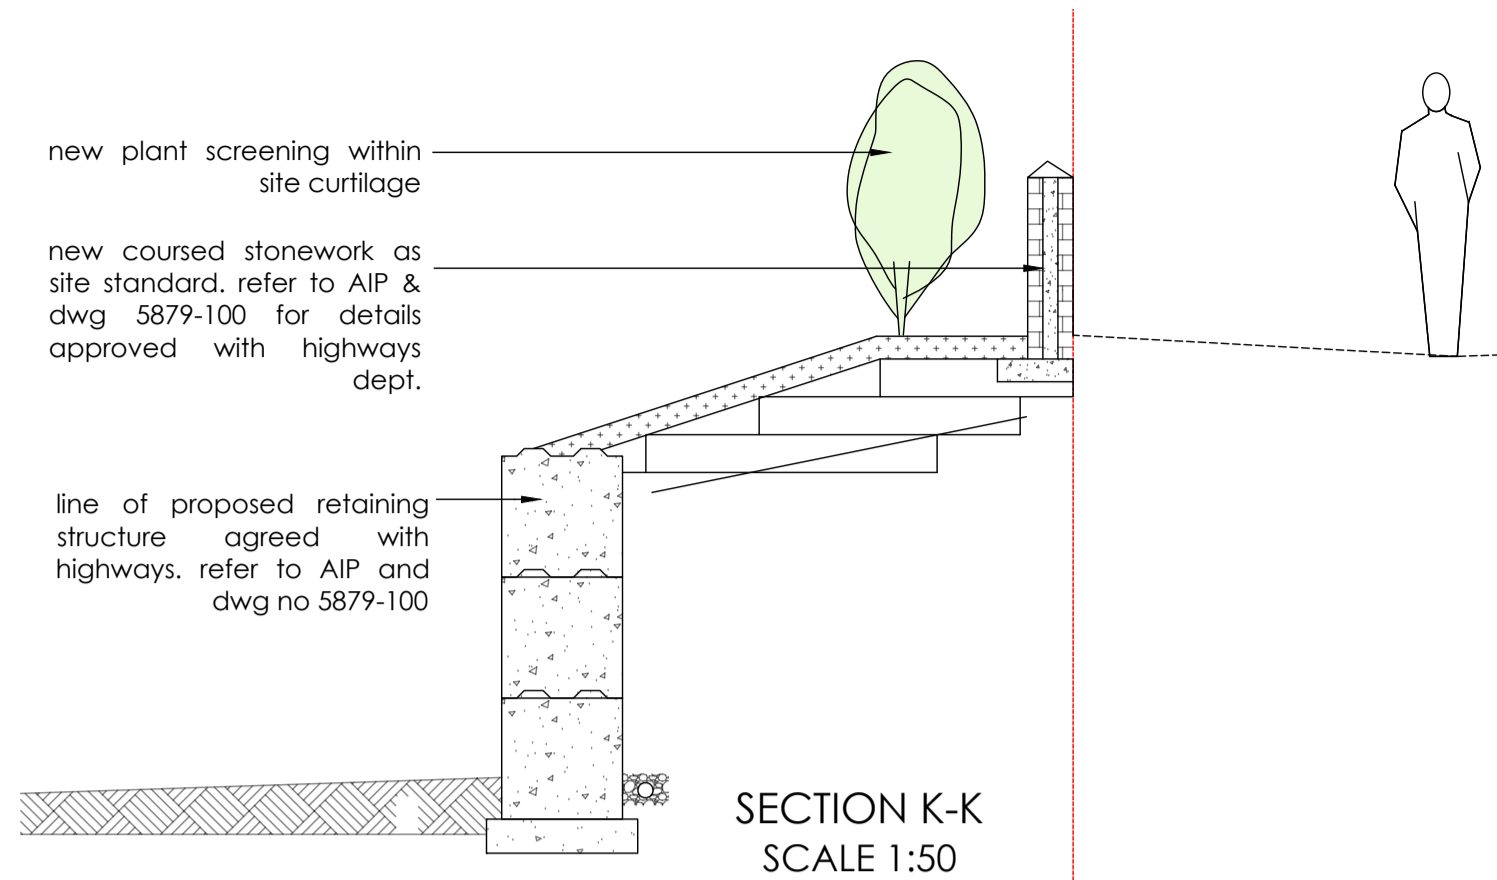 new plant screening within
site curtilage
new coursed stonework as
site standard. refer to AIP &
dwg 5879-100 for details
approved with highways
dept.
line of proposed retaining
structure agreed with
highways. refer to AIP and
dwg no 5879-100
SECTION K-K
SCALE 1:50